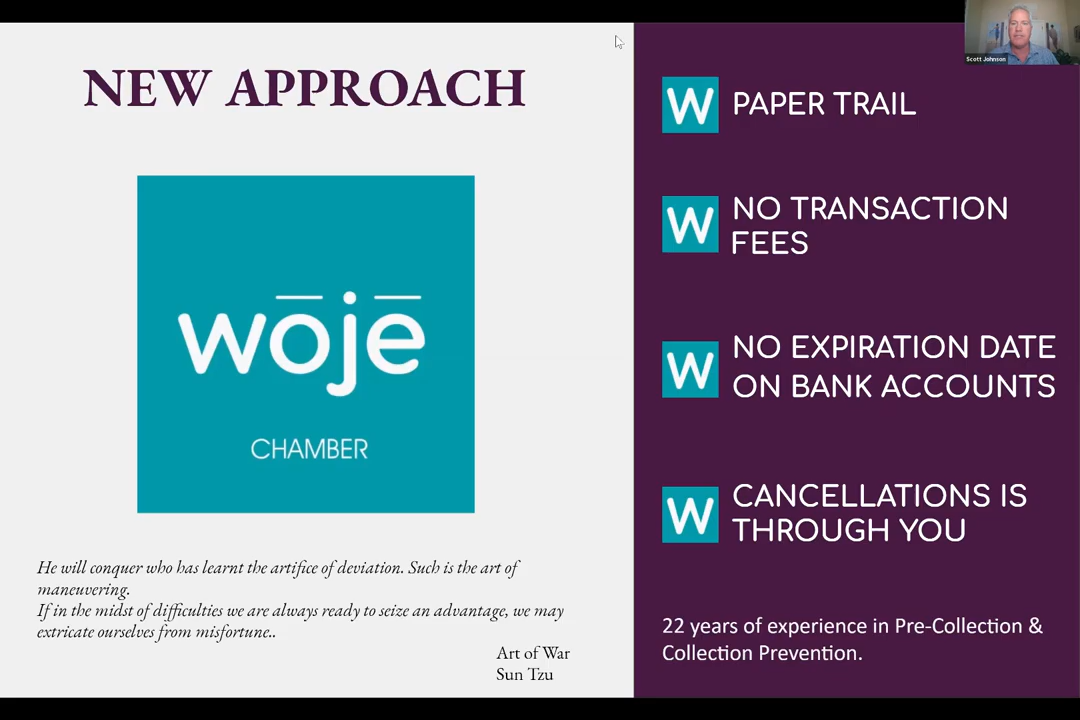 NEW APPROACH
wōjē
CHAMBER
He will conquer who has learnt the artifice of deviation. Such is the art of
maneuvering.
If in the midst of difficulties we are always ready to seize an advantage, we may
extricate ourselves from misfortune..
Art of War
Sun Tzu
W PAPER TRAIL
W NO TRANSACTION
FEES
W NO EXPIRATION DATE
ON BANK ACCOUNTS
W CANCELLATIONS IS
THROUGH YOU
22 years of experience in Pre-Collection &
Collection Prevention.
Scott Johnson